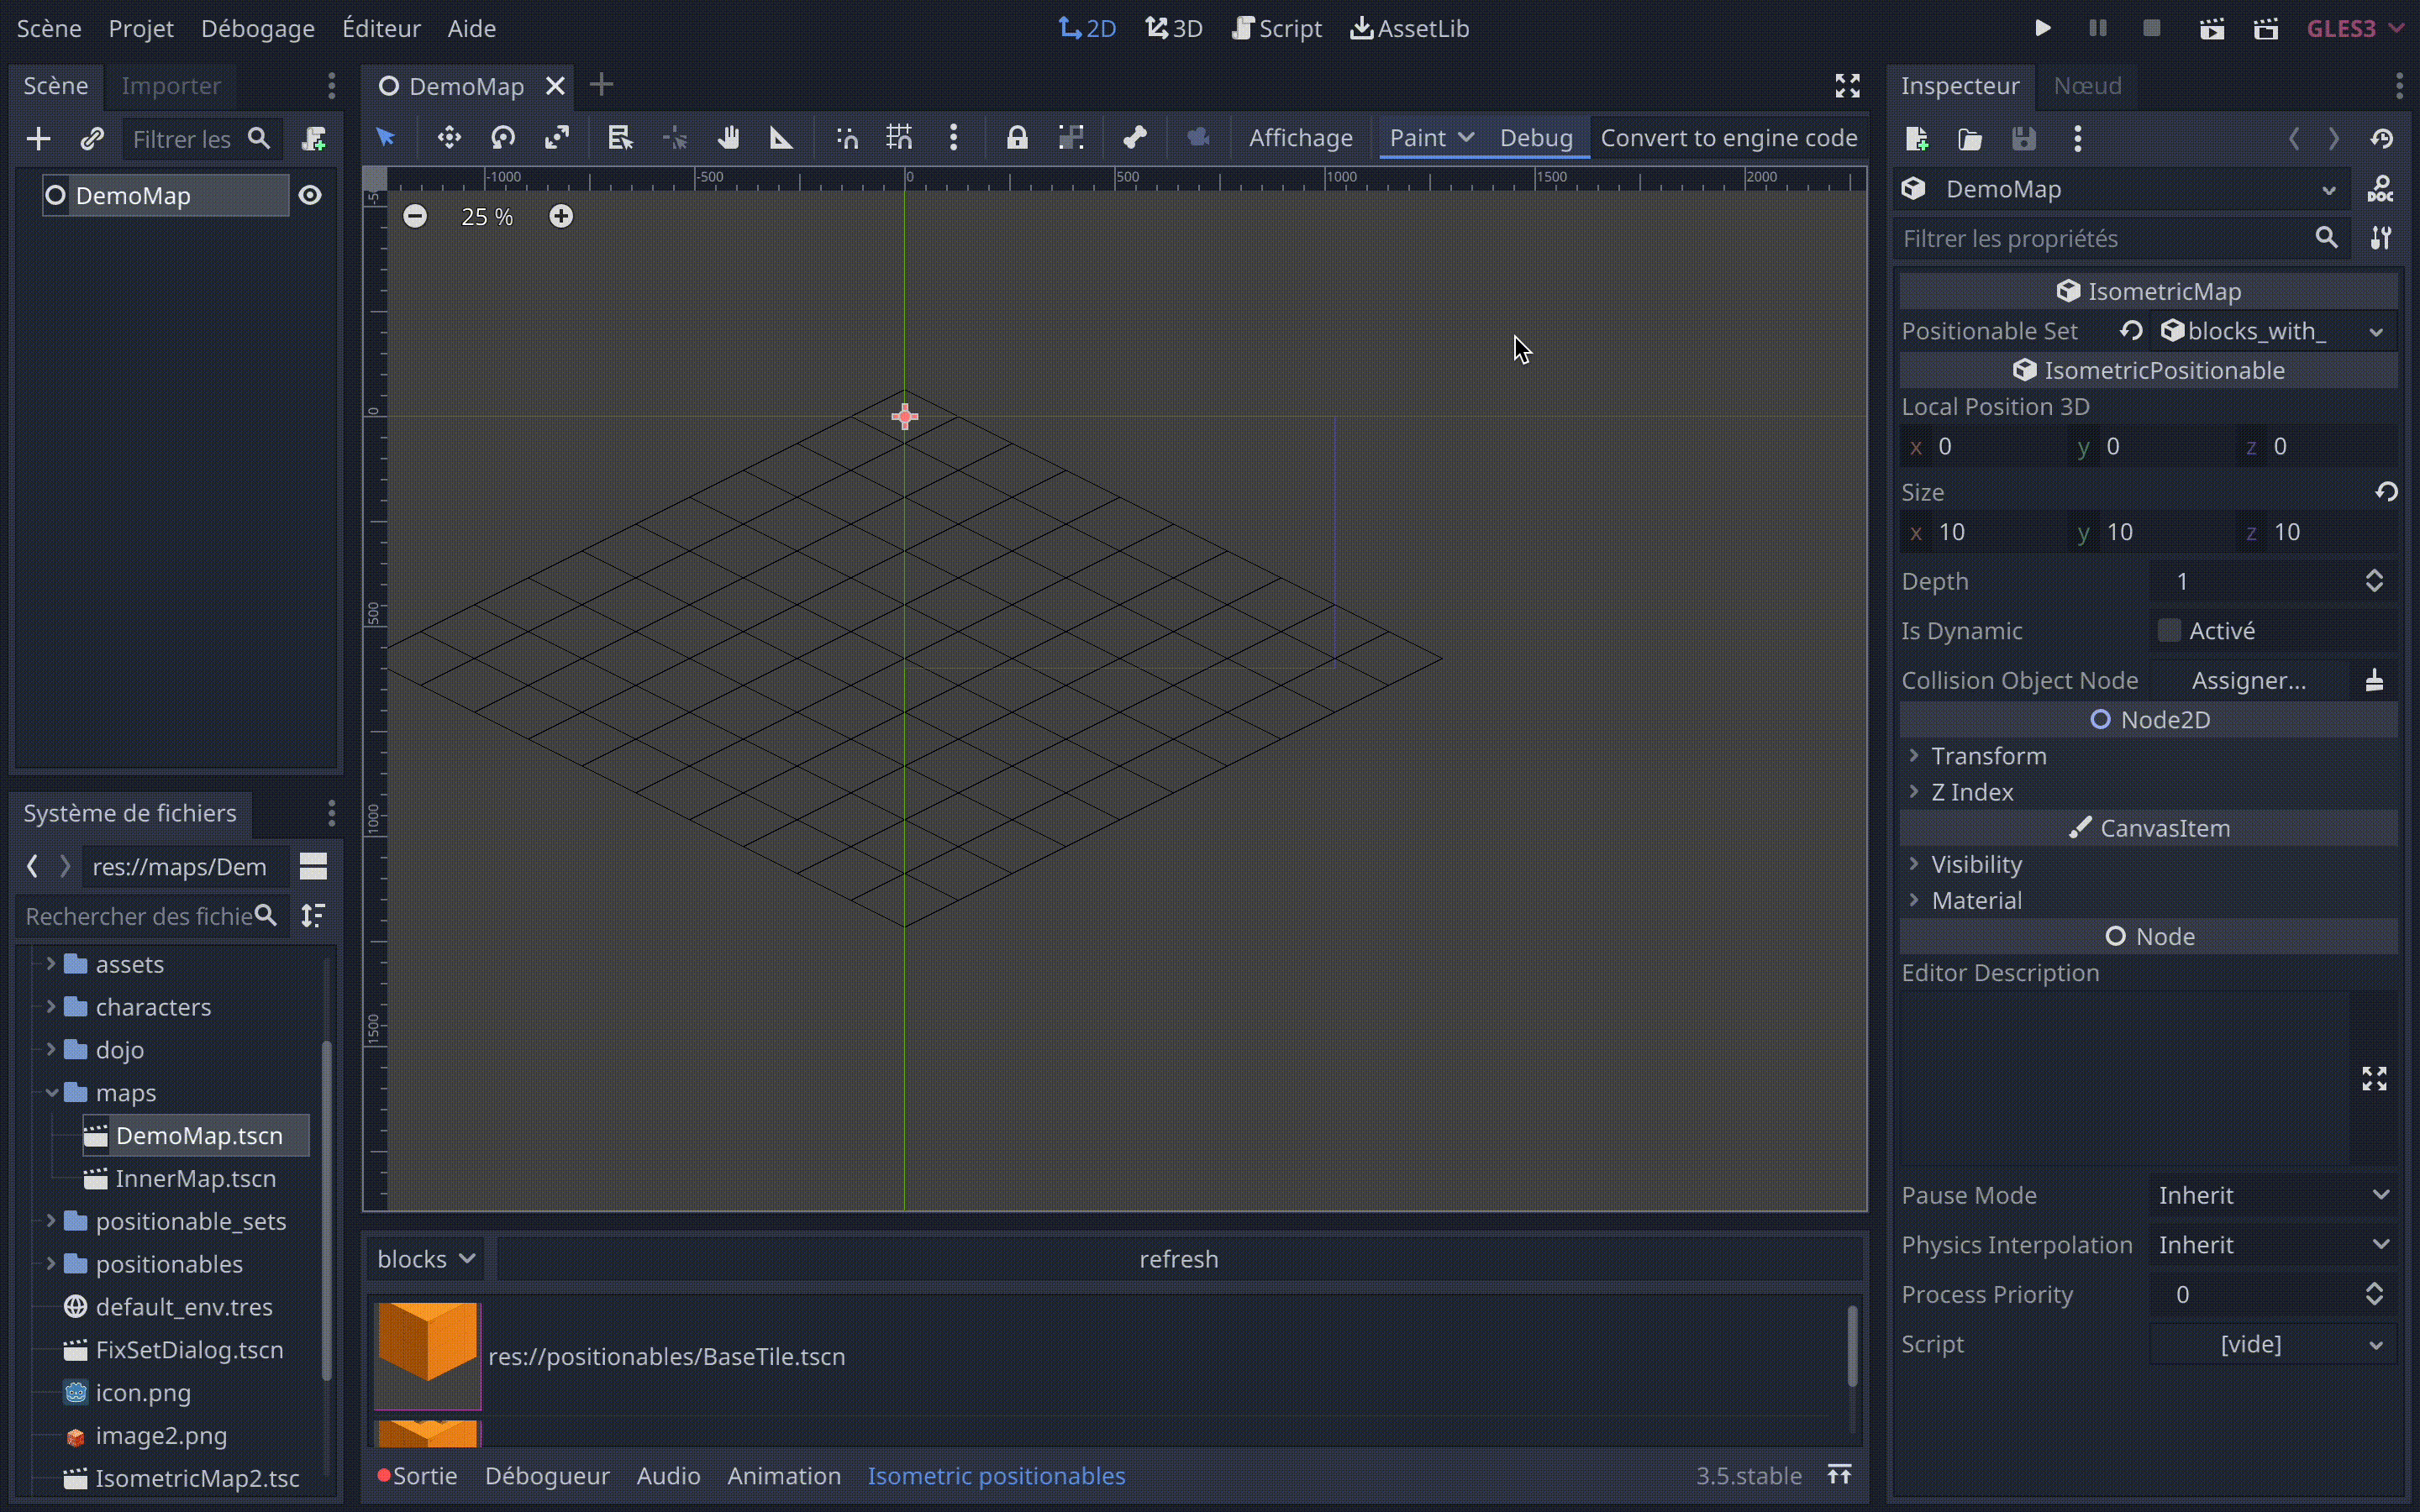 Scène Projet Débogage Éditeur Aide 2D 3D Script AssetLib GLES3
Scène Importer
Filtrer les
DemoMap
DemoMap
Affichage Paint Debug Convert to engine code
-1000 -500 0 500 1000 1500 2000
25 %
-5
0
500
1000
1500
Système de fichiers
res://maps/Dem
Rechercher des fichie
assets
characters
dojo
maps
DemoMap.tscn
InnerMap.tscn
positionable_sets
positionables
default_env.tres
FixSetDialog.tscn
icon.png
image2.png
IsometricMap2.tsc
blocks refresh
res://positionables/BaseTile.tscn
Sortie Débogueur Audio Animation Isometric positionables 3.5.stable
Inspecteur Nœud
DemoMap
DOC
Filtrer les propriétés
IsometricMap
Positionable Set blocks_with_
IsometricPositionable
Local Position 3D
x 0 y 0 z 0
Size
x 10 y 10 z 10
Depth 1
Is Dynamic Activé
Collision Object Node Assigner...
Node2D
Transform
Z Index
CanvasItem
Visibility
Material
Node
Editor Description
Pause Mode Inherit
Physics Interpolation Inherit
Process Priority 0
Script [vide]